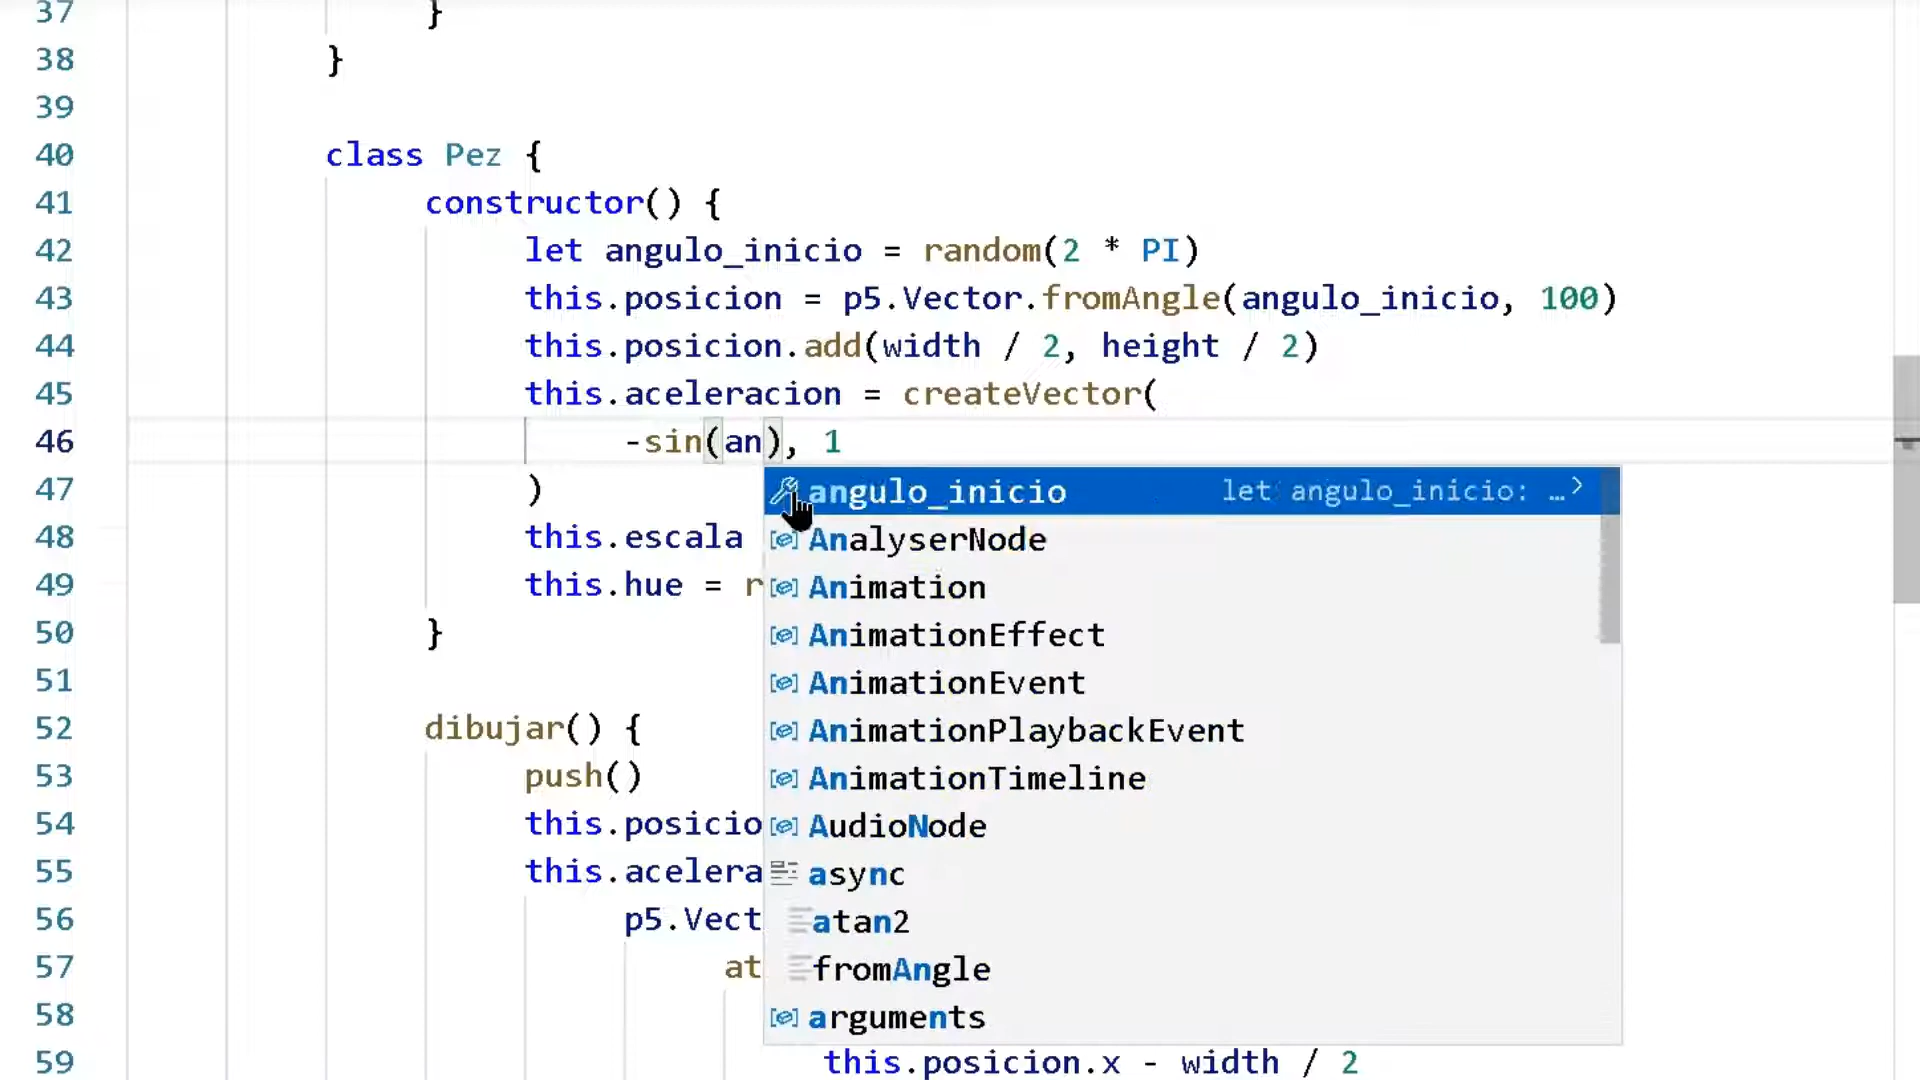 37 }
38 }
39
40 class Pez {
41 constructor() {
42 let angulo_inicio = random(2 * PI)
43 this.posicion = p5.Vector.fromAngle(angulo_inicio, 100)
44 this.posicion.add(width / 2, height / 2)
45 this.aceleracion = createVector(
46 -sin(an), 1
47 )
angulo_inicio let angulo_inicio: …
48 this.escala
AnalyserNode
49 this.hue = r
Animation
50 }
AnimationEffect
51
AnimationEvent
52 dibujar() {
AnimationPlaybackEvent
53 push()
AnimationTimeline
54 this.posicio
AudioNode
55 this.acelera
async
56 p5.Vect
atan2
57 at
fromAngle
58
arguments
59 this.posicion.x - width / 2